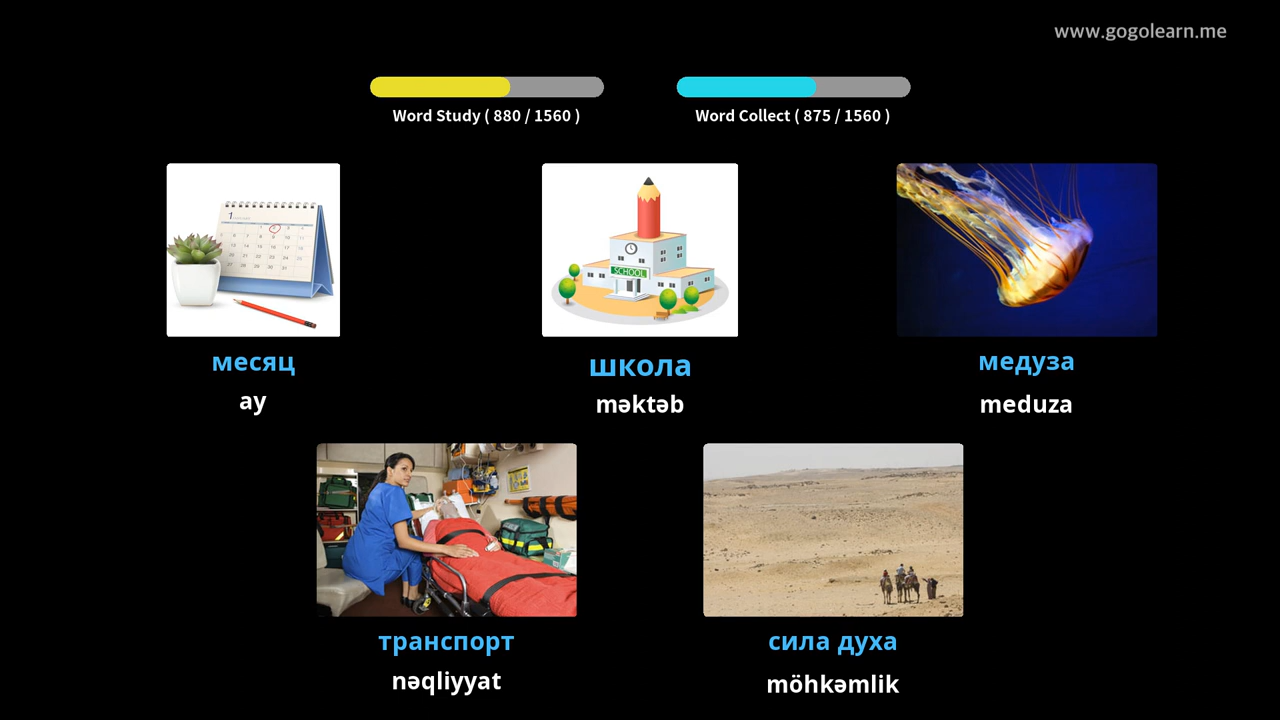 www.gogolearn.me
Word Study ( 880 / 1560 )
Word Collect ( 875 / 1560 )
SCHOOL
месяц
школа
медуза
ay
məktəb
meduza
транспорт
сила духа
nəqliyyat
möhkəmlik